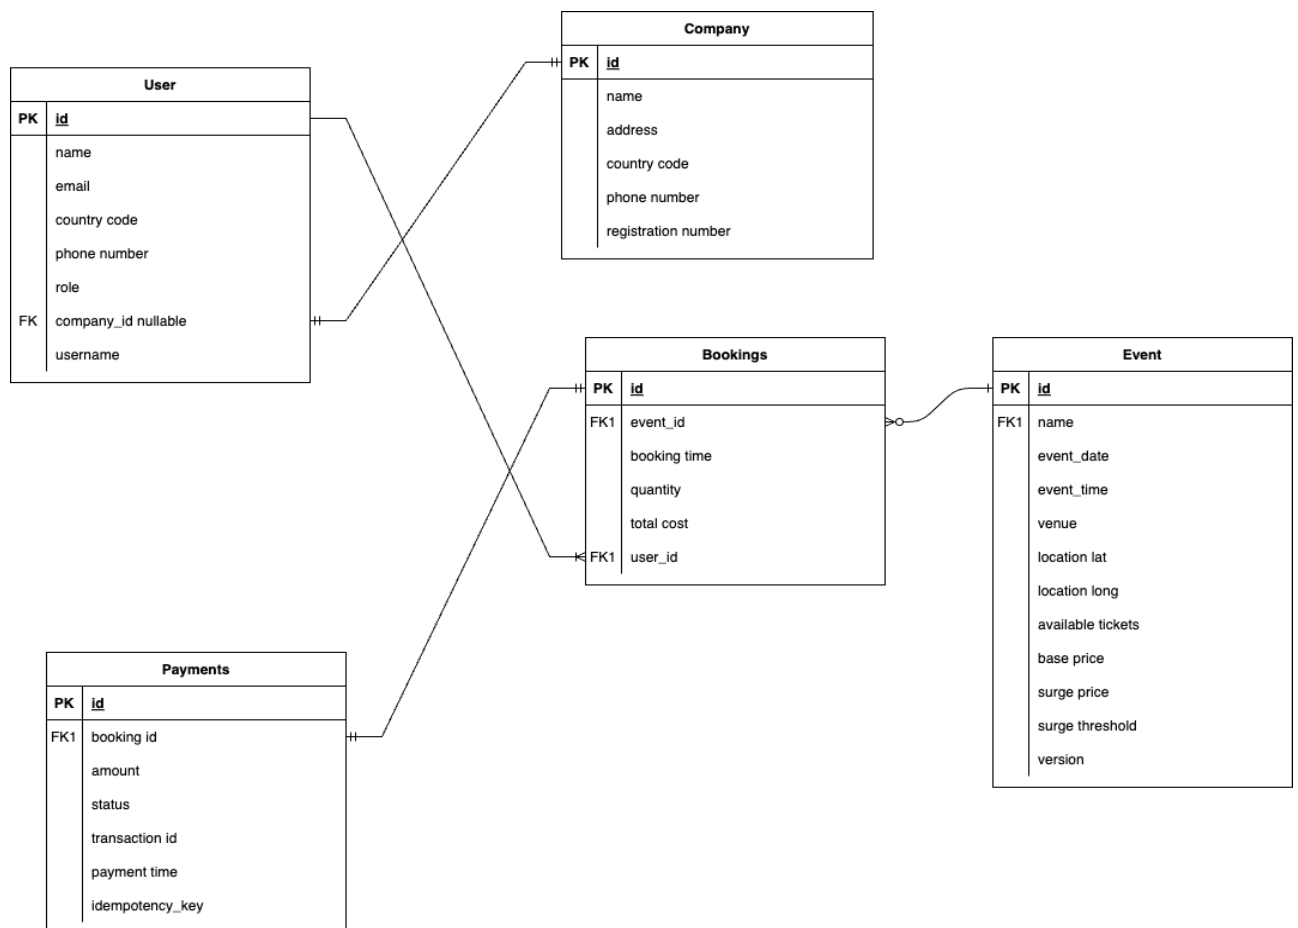 Company
PK id
name
address
country code
phone number
registration number
User
PK id
name
email
country code
phone number
role
FK company_id nullable
username
Bookings
PK id
FK1 event_id
booking time
quantity
total cost
FK1 user_id
Event
PK id
FK1 name
event_date
event_time
venue
location lat
location long
available tickets
base price
surge price
surge threshold
version
Payments
PK id
FK1 booking id
amount
status
transaction id
payment time
idempotency_key